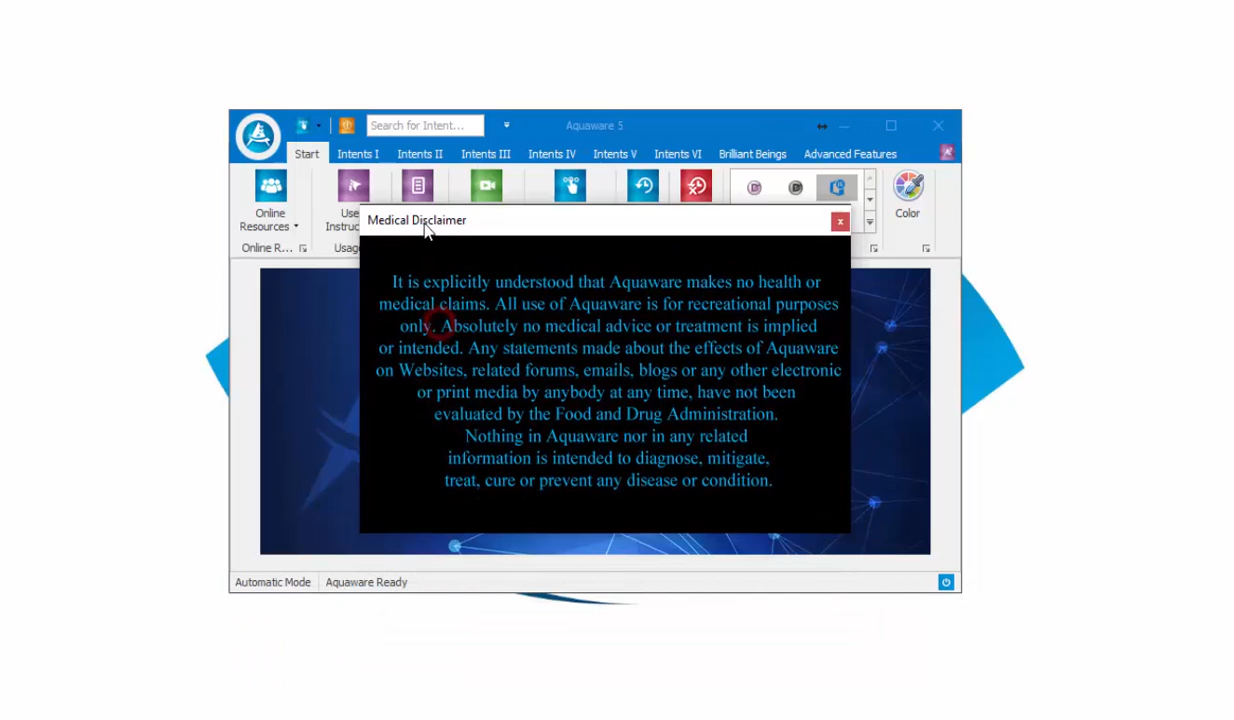 Search for Intent...
Aquaware 5
Start
Intents I
Intents II
Intents III
Intents IV
Intents V
Intents VI
Brilliant Beings
Advanced Features
Online
Resources
Online R...
Color
Medical Disclaimer
x
It is explicitly understood that Aquaware makes no health or
medical claims. All use of Aquaware is for recreational purposes
only. Absolutely no medical advice or treatment is implied
or intended. Any statements made about the effects of Aquaware
on Websites, related forums, emails, blogs or any other electronic
or print media by anybody at any time, have not been
evaluated by the Food and Drug Administration.
Nothing in Aquaware nor in any related
information is intended to diagnose, mitigate,
treat, cure or prevent any disease or condition.
Automatic Mode
Aquaware Ready